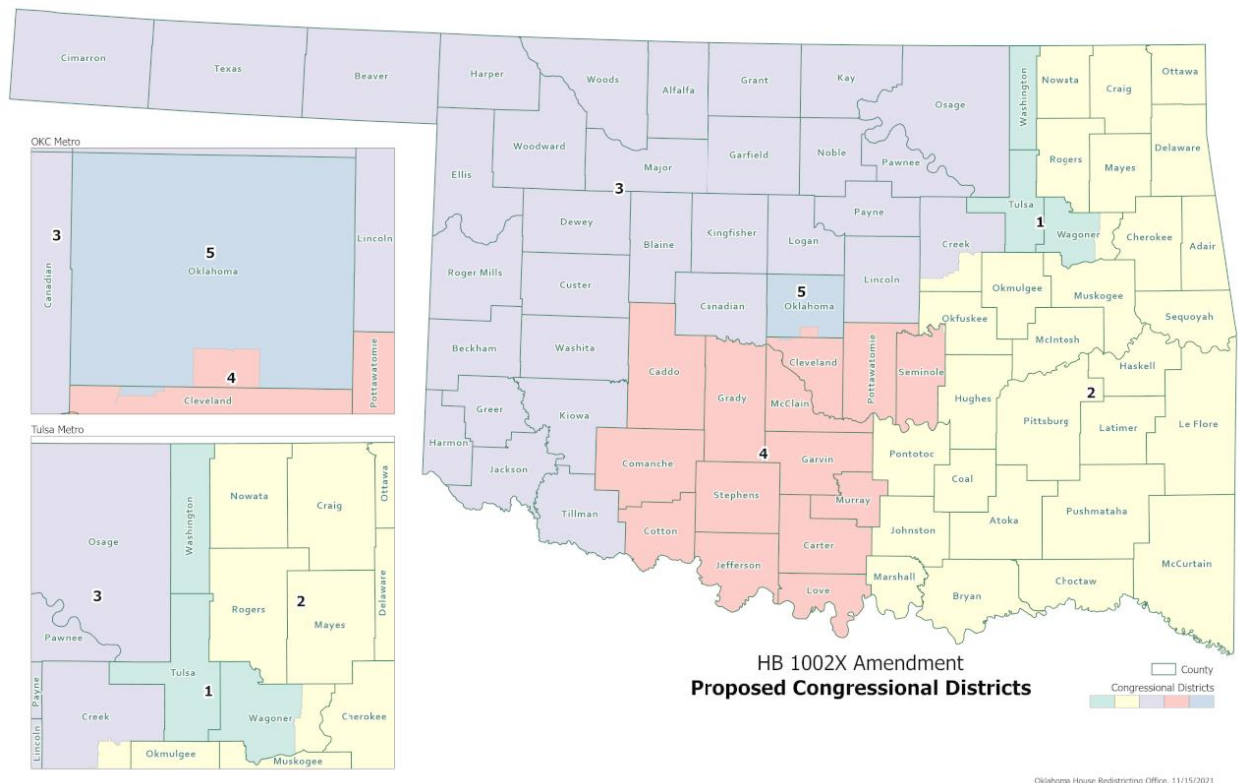 Cimarron
Texas
Beaver
Harper
Woods
Alfalfa
Grant
Kay
Osage
Washington
Nowata
Craig
Ottawa
Woodward
Ellis
Major
Garfield
Noble
Pawnee
Rogers
Mayes
Delaware
3
Dewey
Blaine
Kingfisher
Logan
Payne
Creek
Tulsa
1
Wagoner
Cherokee
Adair
Roger Mills
Custer
Canadian
5
Oklahoma
Lincoln
Okmulgee
Muskogee
Okfuskee
Sequoyah
McIntosh
Beckham
Washita
Caddo
Grady
Cleveland
McClain
Pottawatomie
Seminole
Haskell
Hughes
Pittsburg
2
Latimer
Le Flore
Greer
Kiowa
Harmon
Jackson
Comanche
4
Garvin
Pontotoc
Coal
Stephens
Murray
Tillman
Cotton
Johnston
Atoka
Pushmataha
Carter
Jefferson
Love
Marshall
Bryan
Choctaw
McCurtain
OKC Metro
3
Canadian
5
Oklahoma
Lincoln
4
Cleveland
Pottawatomie
Tulsa Metro
Osage
Washington
Nowata
Craig
Ottawa
3
Rogers
2
Mayes
Delaware
Pawnee
Payne
Tulsa
1
Creek
Wagoner
Cherokee
Lincoln
Okmulgee
Muskogee
HB 1002X Amendment
Proposed Congressional Districts
County
Congressional Districts
Oklahoma House Redistricting Office, 11/15/2021